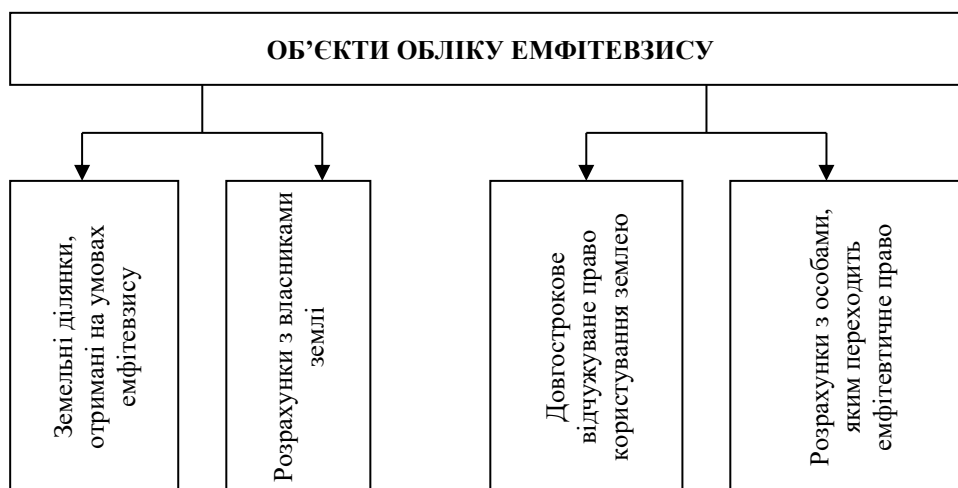 ОБ’ЄКТИ ОБЛІКУ ЕМФІТЕВЗИСУ
Земельні ділянки,
отримані на умовах
емфітевзису
Розрахунки з власниками
землі
Довгострокове
відчужуване право
користування землею
Розрахунки з особами,
яким переходить
емфітевтичне право